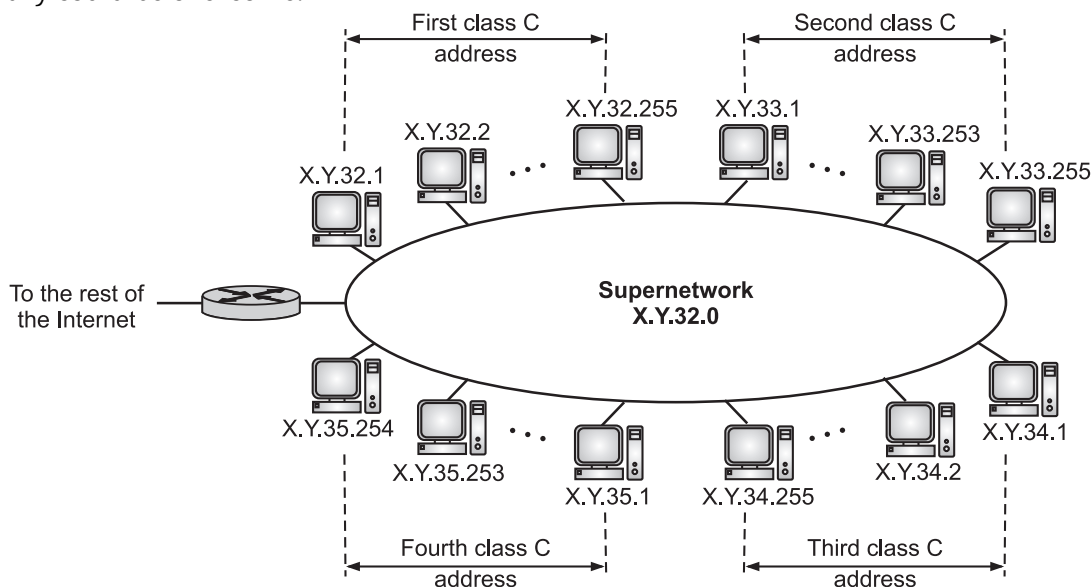 First class C
address
Second class C
address
X.Y.32.255
X.Y.33.1
X.Y.32.2
X.Y.33.253
X.Y.32.1
X.Y.33.255
To the rest of
the Internet
Supernetwork
X.Y.32.0
X.Y.35.254
X.Y.34.1
X.Y.35.253
X.Y.34.2
X.Y.35.1
X.Y.34.255
Fourth class C
address
Third class C
address